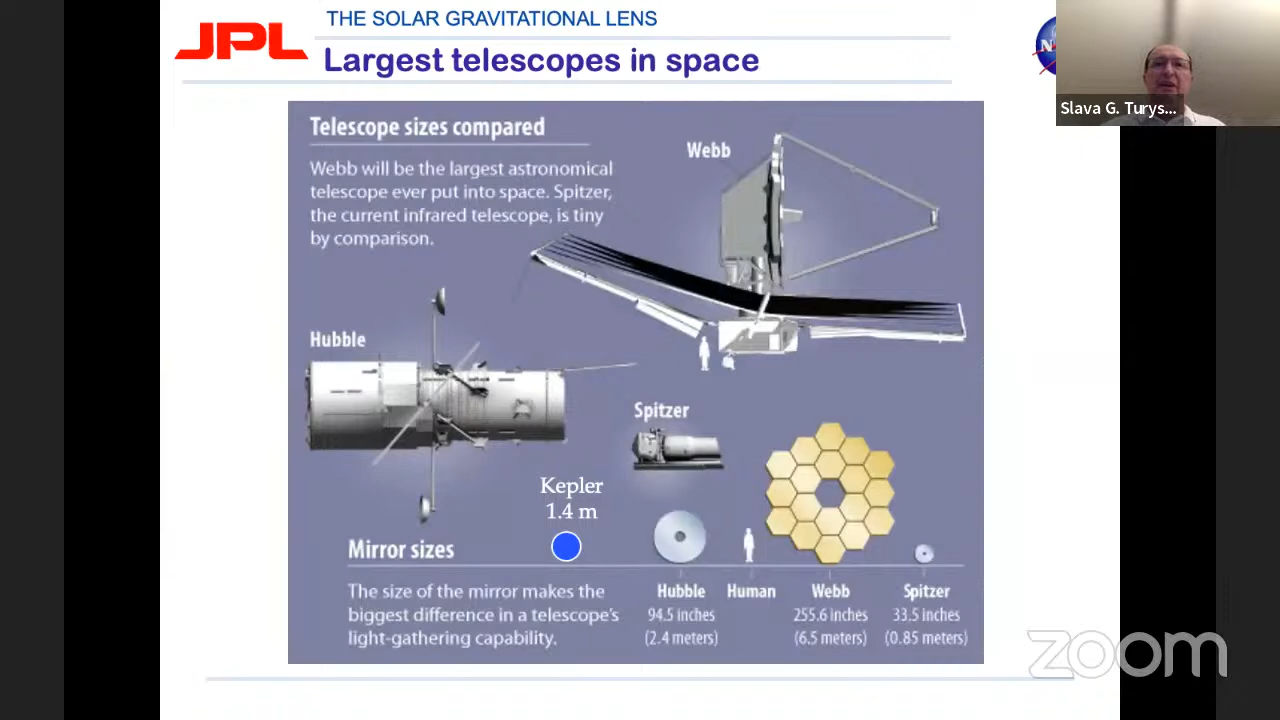 JPL
THE SOLAR GRAVITATIONAL LENS
Largest telescopes in space
Slava G. Turys...
Telescope sizes compared
Webb will be the largest astronomical
telescope ever put into space. Spitzer,
the current infrared telescope, is tiny
by comparison.
Webb
Hubble
Spitzer
Kepler
1.4 m
Mirror sizes
The size of the mirror makes the
biggest difference in a telescope's
light-gathering capability.
Hubble
94.5 inches
(2.4 meters)
Human
Webb
255.6 inches
(6.5 meters)
Spitzer
33.5 inches
(0.85 meters)
zoom